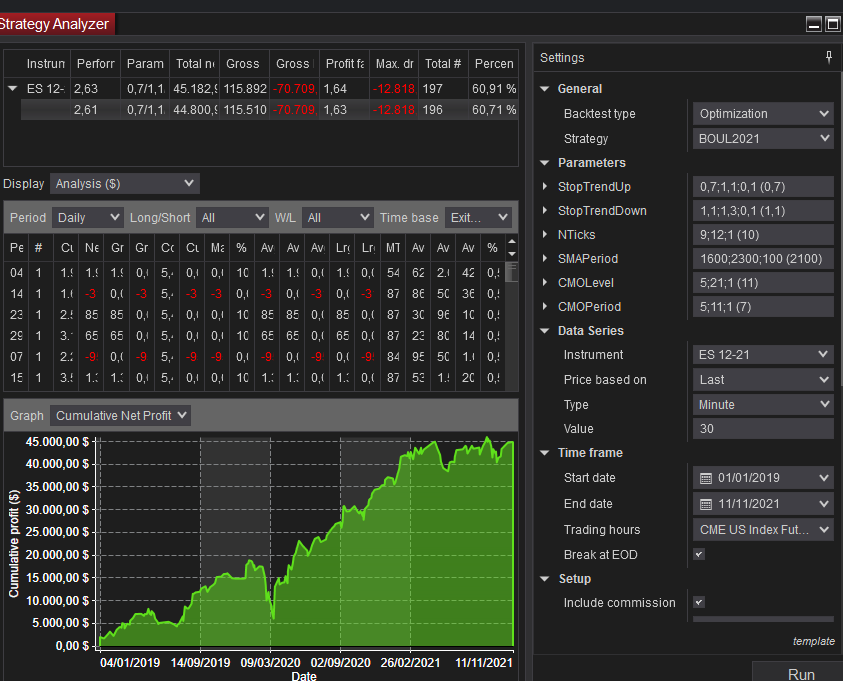 Strategy Analyzer
Instrum Perforr Param Total ne Gross Gross Profit fa Max. dr Total # Percen
ES 12- 2,63 0,7/1,1 45.182,9 115.892 -70.709, 1,64 -12.818 197 60,91 %
2,61 0,7/1,1 44.800,9 115.510 -70.709, 1,63 -12.818 196 60,71 %
Display Analysis ($)
Period Daily Long/Short All W/L All Time base Exit...
Pe # Cu Ne Gr Gr Co Cu Ma % Av Av Av Lrg Lrg MT Av Av Av %
04 1 1.9 1.9 1.9 0,0 5,4 0,0 0,0 10 1.9 1.9 0,0 1.9 0,0 54 62 2.0 42 0,5
14 1 1.6 -3 0,0 -3 5,4 -3 -3 0,0 -3 0,0 -3 0,0 -3 87 86 50 36 0,5
23 1 2.5 85 85 0,0 5,4 0,0 0,0 10 85 85 0,0 85 0,0 87 30 96 10 0,5
29 1 3.1 65 65 0,0 5,4 0,0 0,0 10 65 65 0,0 65 0,0 87 23 80 14 0,5
07 1 2.2 -9 0,0 -9 5,4 -9 -9 0,0 -9 0,0 -9 0,0 -9 84 95 50 1.0 0,5
15 1 3.5 1.3 1.3 0,0 5,4 0,0 0,0 10 1.3 1.3 0,0 1.3 0,0 87 53 1.5 20 0,5
Graph Cumulative Net Profit
45.000,00 $
40.000,00 $
35.000,00 $
30.000,00 $
25.000,00 $
20.000,00 $
15.000,00 $
10.000,00 $
5.000,00 $
0,00 $
Cumulative profit ($)
04/01/2019 14/09/2019 09/03/2020 02/09/2020 26/02/2021 11/11/2021
Date
Settings
General
Backtest type Optimization
Strategy BOUL2021
Parameters
StopTrendUp 0,7;1,1;0,1 (0,7)
StopTrendDown 1,1;1,3;0,1 (1,1)
NTicks 9;12;1 (10)
SMAPeriod 1600;2300;100 (2100)
CMOLevel 5;21;1 (11)
CMOPeriod 5;11;1 (7)
Data Series
Instrument ES 12-21
Price based on Last
Type Minute
Value 30
Time frame
Start date 01/01/2019
End date 11/11/2021
Trading hours CME US Index Fut...
Break at EOD
Setup
Include commission
template
Run